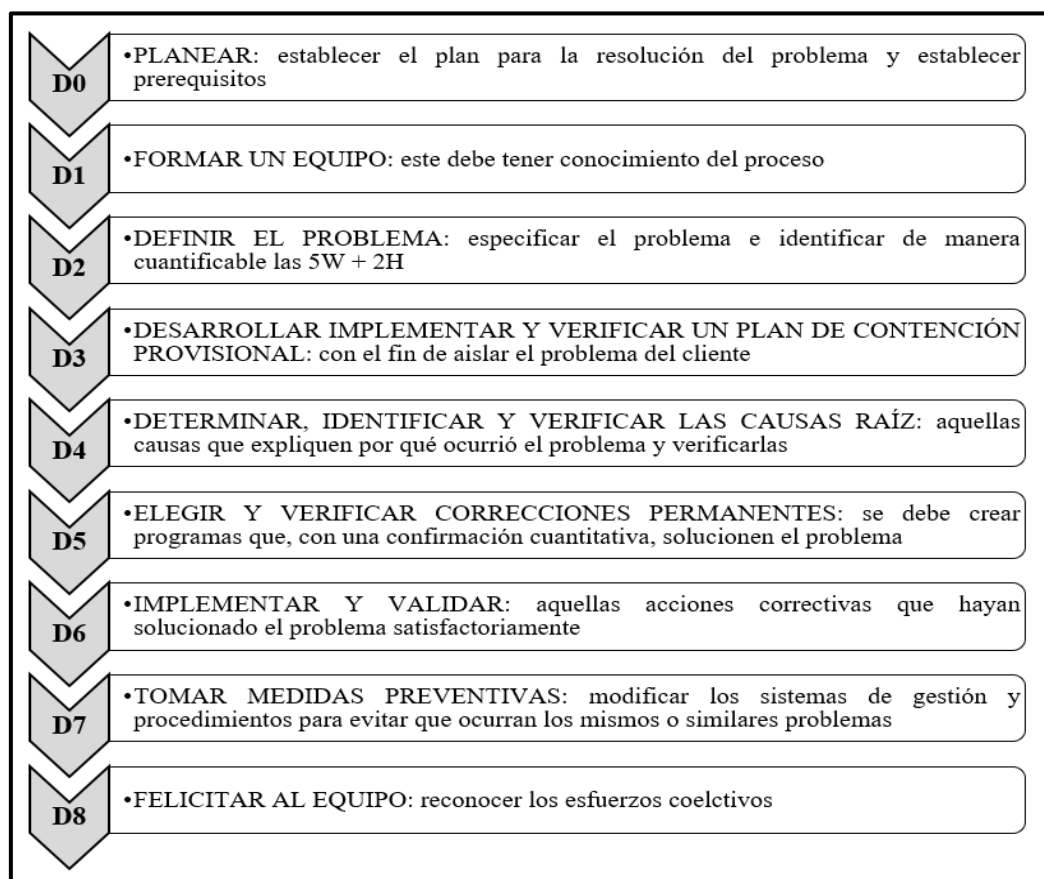 D0
•PLANEAR: establecer el plan para la resolución del problema y establecer
prerequisitos
D1
•FORMAR UN EQUIPO: este debe tener conocimiento del proceso
D2
•DEFINIR EL PROBLEMA: especificar el problema e identificar de manera
cuantificable las 5W + 2H
D3
•DESARROLLAR IMPLEMENTAR Y VERIFICAR UN PLAN DE CONTENCIÓN
PROVISIONAL: con el fin de aislar el problema del cliente
D4
•DETERMINAR, IDENTIFICAR Y VERIFICAR LAS CAUSAS RAÍZ: aquellas
causas que expliquen por qué ocurrió el problema y verificarlas
D5
•ELEGIR Y VERIFICAR CORRECCIONES PERMANENTES: se debe crear
programas que, con una confirmación cuantitativa, solucionen el problema
D6
•IMPLEMENTAR Y VALIDAR: aquellas acciones correctivas que hayan
solucionado el problema satisfactoriamente
D7
•TOMAR MEDIDAS PREVENTIVAS: modificar los sistemas de gestión y
procedimientos para evitar que ocurran los mismos o similares problemas
D8
•FELICITAR AL EQUIPO: reconocer los esfuerzos coelctivos